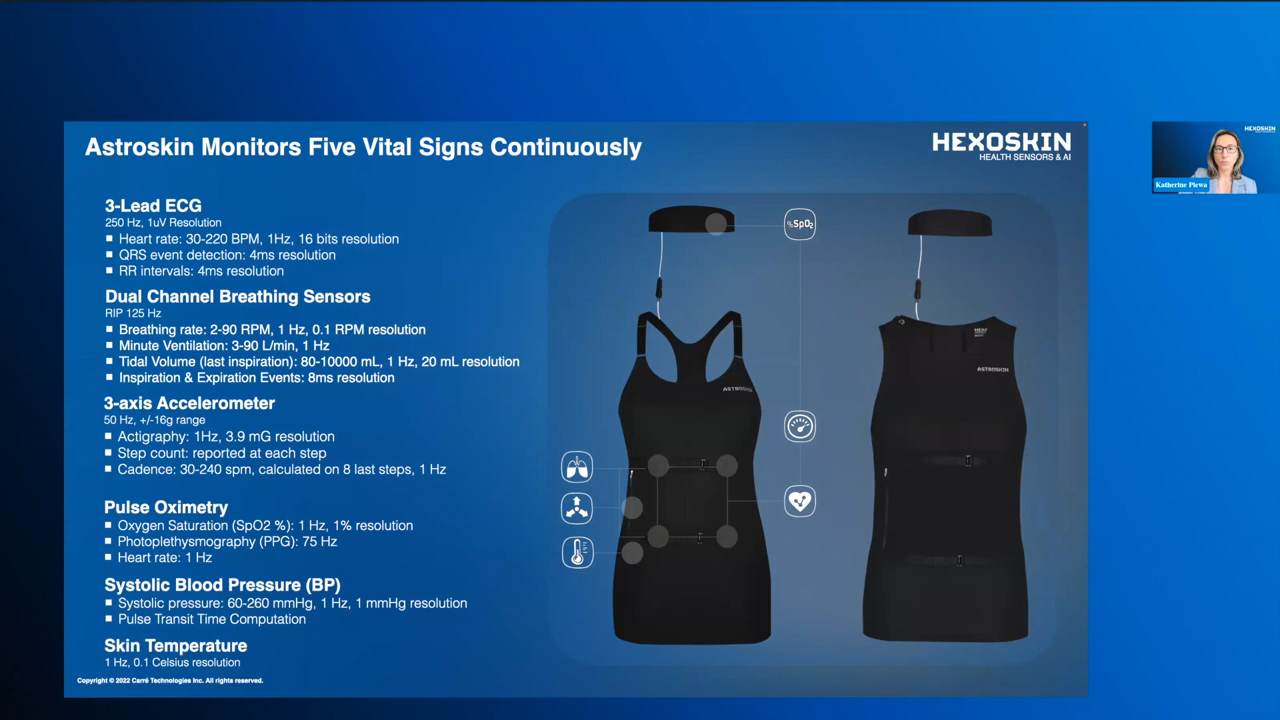 Astroskin Monitors Five Vital Signs Continuously
HEXOSKIN
HEALTH SENSORS & AI
3-Lead ECG
250 Hz, 1uV Resolution
■ Heart rate: 30-220 BPM, 1Hz, 16 bits resolution
■ QRS event detection: 4ms resolution
■ RR intervals: 4ms resolution
Dual Channel Breathing Sensors
RIP 125 Hz
■ Breathing rate: 2-90 RPM, 1 Hz, 0.1 RPM resolution
■ Minute Ventilation: 3-90 L/min, 1 Hz
■ Tidal Volume (last inspiration): 80-10000 mL, 1 Hz, 20 mL resolution
■ Inspiration & Expiration Events: 8ms resolution
3-axis Accelerometer
50 Hz, +/-16g range
■ Actigraphy: 1Hz, 3.9 mG resolution
■ Step count: reported at each step
■ Cadence: 30-240 spm, calculated on 8 last steps, 1 Hz
Pulse Oximetry
■ Oxygen Saturation (SpO2 %): 1 Hz, 1% resolution
■ Photoplethysmography (PPG): 75 Hz
■ Heart rate: 1 Hz
Systolic Blood Pressure (BP)
■ Systolic pressure: 60-260 mmHg, 1 Hz, 1 mmHg resolution
■ Pulse Transit Time Computation
Skin Temperature
1 Hz, 0.1 Celsius resolution
Copyright © 2022 Carré Technologies Inc. All rights reserved.
%SpO2
ASTROSKIN
ASTROSKIN
HEXOSKIN
Katherine Plewa